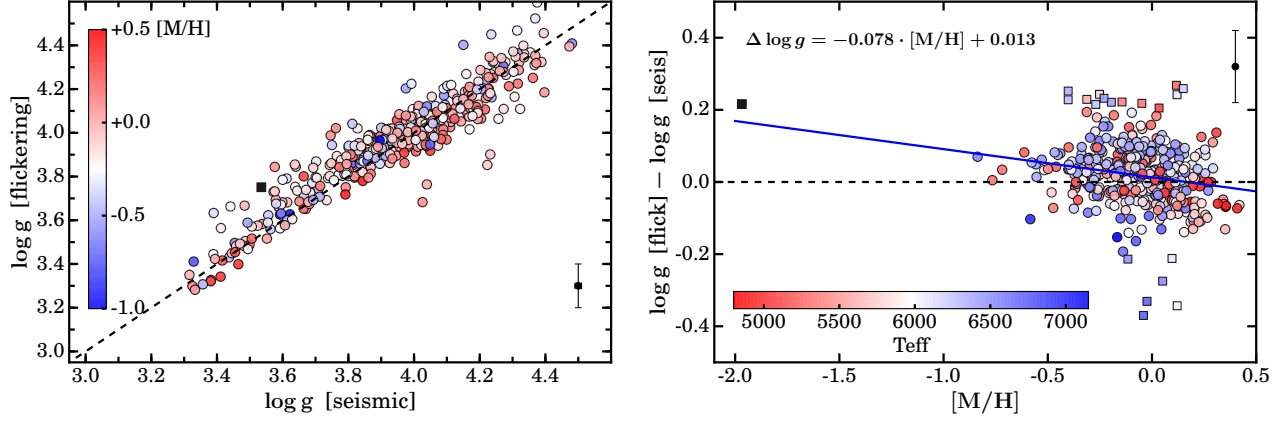 +0.5 [M/H]
+0.0
-0.5
-1.0
4.4
4.2
4.0
3.8
3.6
3.4
3.2
3.0
log g [flickering]
3.0 3.2 3.4 3.6 3.8 4.0 4.2 4.4
log g [seismic]
Δ log g = −0.078 · [M/H] + 0.013
0.4
0.2
0.0
-0.2
-0.4
log g [flick] − log g [seis]
5000 5500 6000 6500 7000
Teff
-2.0 -1.5 -1.0 -0.5 0.0 0.5
[M/H]